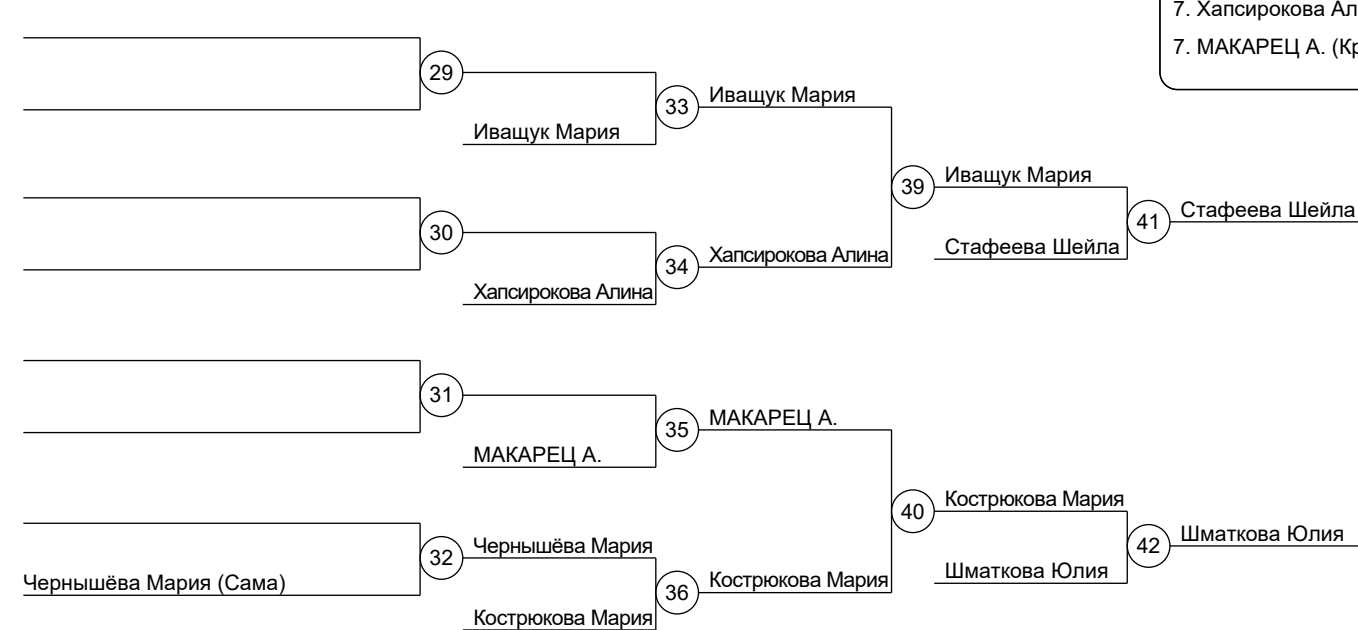 7. Хапсирокова Ал
7. МАКАРЕЦ А. (Кр
29
33
Иващук Мария
Иващук Мария
39
Иващук Мария
41
Стафеева Шейла
30
34
Хапсирокова Алина
Стафеева Шейла
Хапсирокова Алина
31
35
МАКАРЕЦ А.
МАКАРЕЦ А.
40
Кострюкова Мария
42
Шматкова Юлия
32
Чернышёва Мария
Чернышёва Мария (Сама)
36
Кострюкова Мария
Шматкова Юлия
Кострюкова Мария